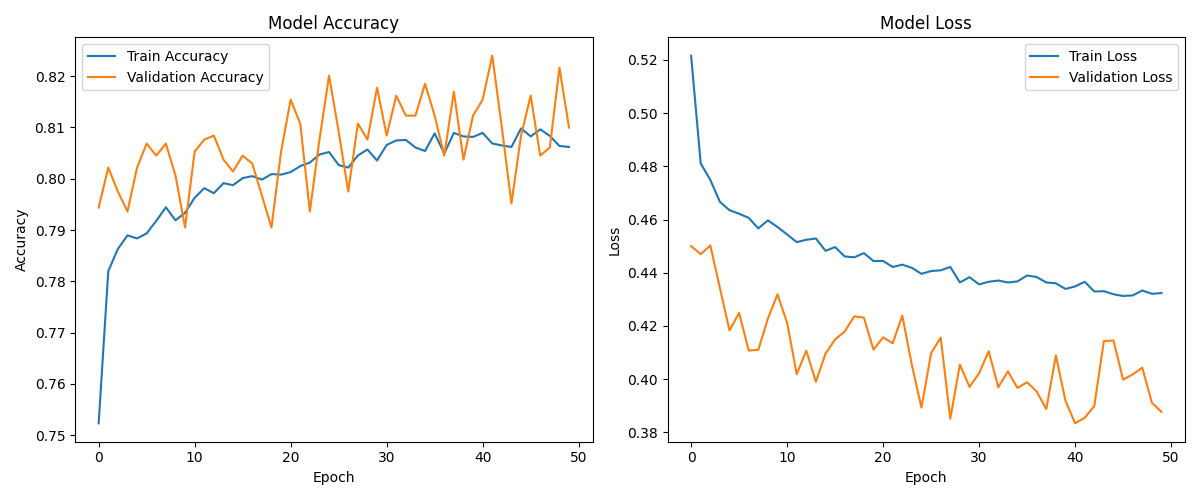 Model Accuracy
Train Accuracy
Validation Accuracy
0.82
0.81
0.80
0.79
0.78
0.77
0.76
0.75
Accuracy
0
10
20
30
40
50
Epoch
Model Loss
Train Loss
Validation Loss
0.52
0.50
0.48
0.46
0.44
0.42
0.40
0.38
Loss
0
10
20
30
40
50
Epoch